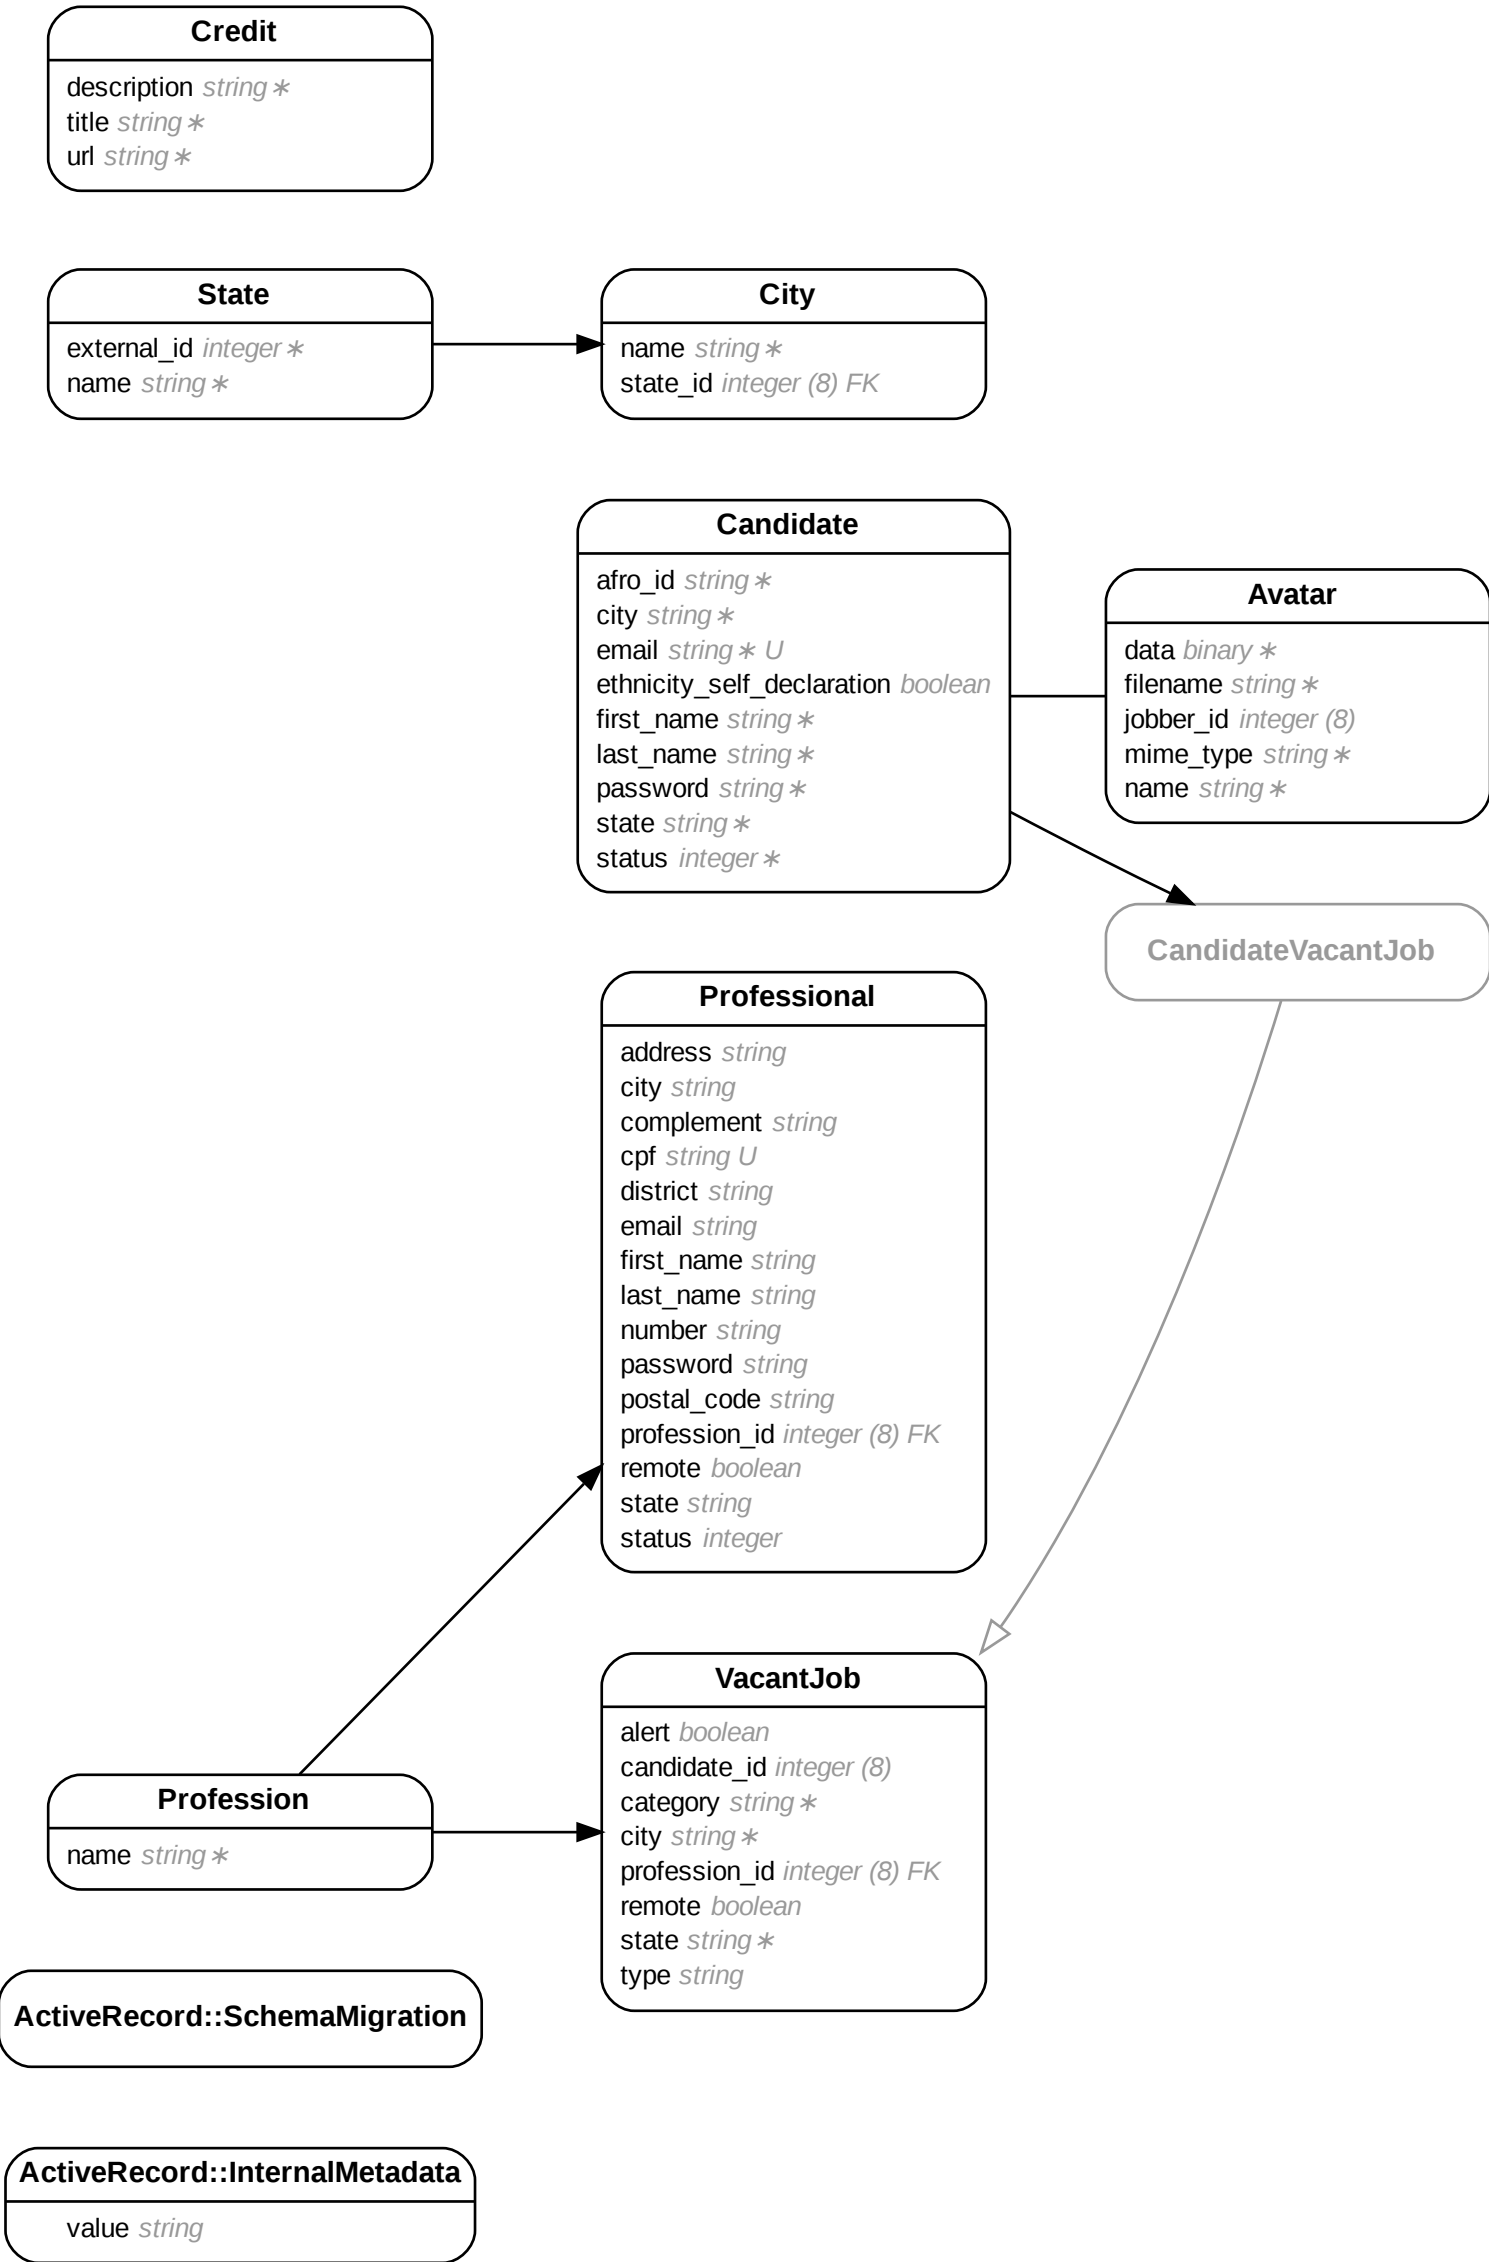 Credit
description string ∗
title string ∗
url string ∗
State
external_id integer ∗
name string ∗
City
name string ∗
state_id integer (8) FK
Candidate
afro_id string ∗
city string ∗
email string ∗ U
ethnicity_self_declaration boolean
first_name string ∗
last_name string ∗
password string ∗
state string ∗
status integer ∗
Avatar
data binary ∗
filename string ∗
jobber_id integer (8)
mime_type string ∗
name string ∗
CandidateVacantJob
Professional
address string
city string
complement string
cpf string U
district string
email string
first_name string
last_name string
number string
password string
postal_code string
profession_id integer (8) FK
remote boolean
state string
status integer
VacantJob
alert boolean
candidate_id integer (8)
category string ∗
city string ∗
profession_id integer (8) FK
remote boolean
state string ∗
type string
Profession
name string ∗
ActiveRecord::SchemaMigration
ActiveRecord::InternalMetadata
value string